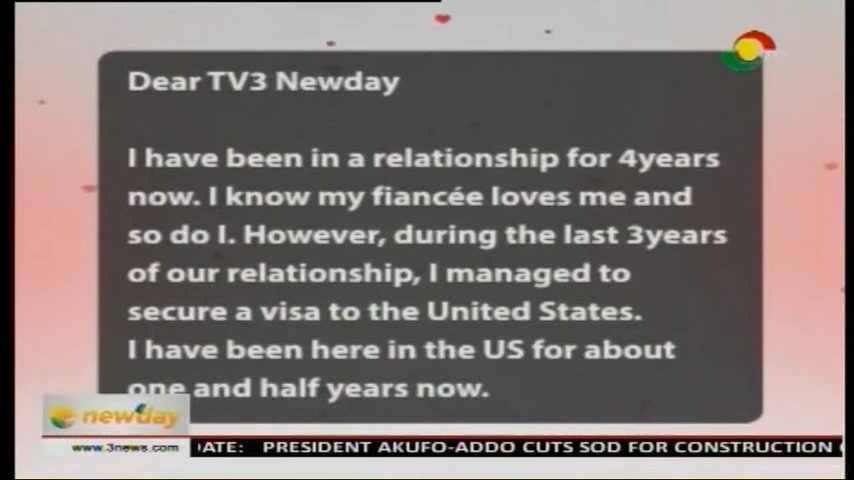 Dear TV3 Newday
I have been in a relationship for 4years
now. I know my fiancée loves me and
so do I. However, during the last 3years
of our relationship, I managed to
secure a visa to the United States.
I have been here in the US for about
one and half years now.
newday
www.3news.com
DATE: PRESIDENT AKUFO-ADDO CUTS SOD FOR CONSTRUCTION